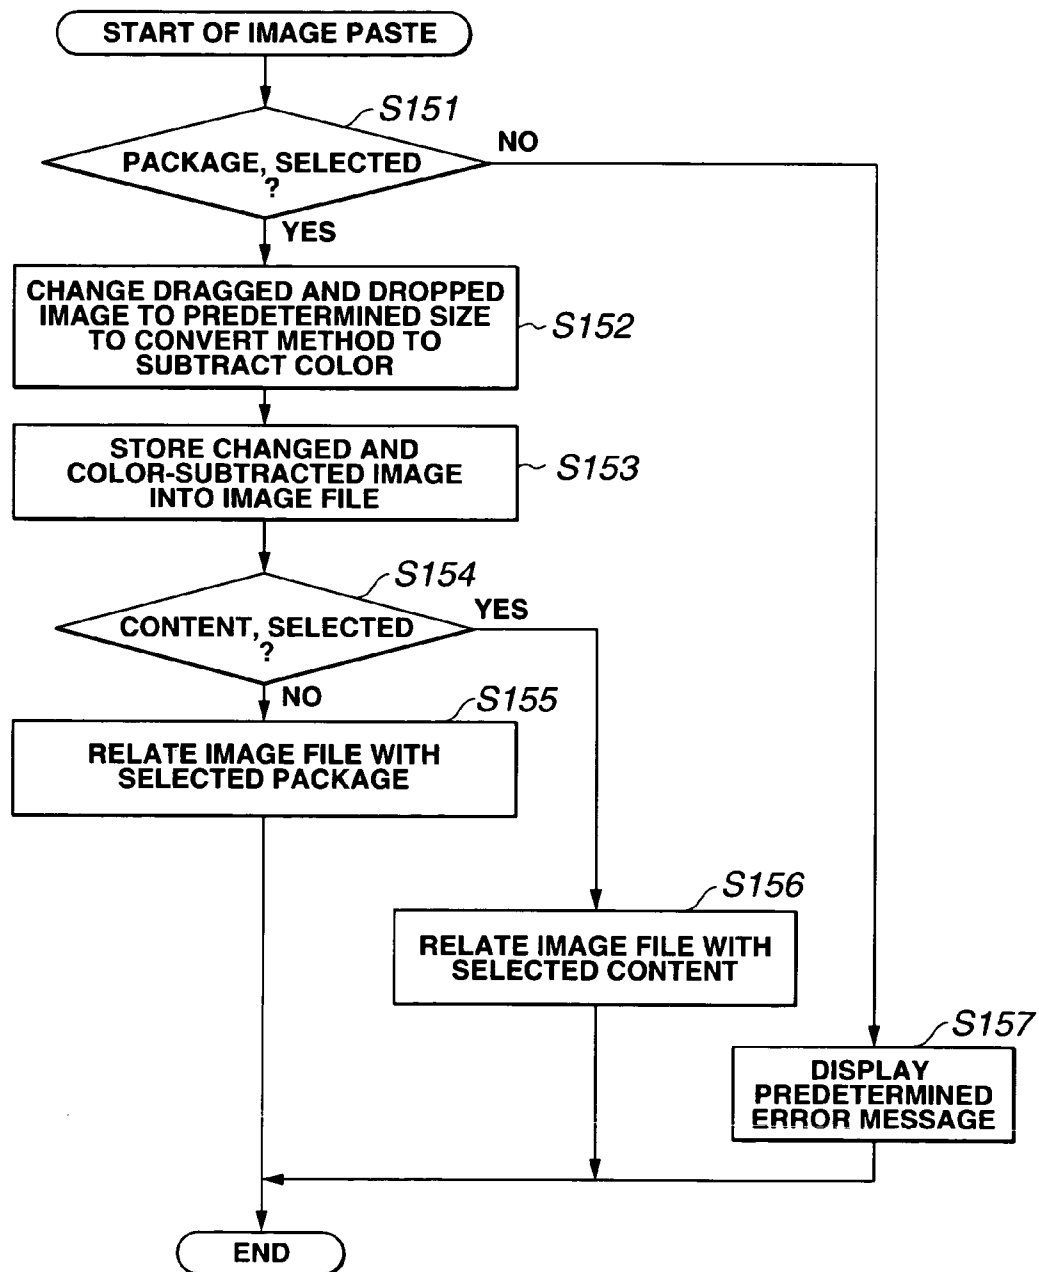 START OF IMAGE PASTE
S151
NO
PACKAGE, SELECTED
?
YES
CHANGE DRAGGED AND DROPPED
IMAGE TO PREDETERMINED SIZE
TO CONVERT METHOD TO
SUBTRACT COLOR
S152
STORE CHANGED AND
COLOR-SUBTRACTED IMAGE
INTO IMAGE FILE
S153
S154
YES
CONTENT, SELECTED
?
NO
S155
RELATE IMAGE FILE WITH
SELECTED PACKAGE
S156
RELATE IMAGE FILE WITH
SELECTED CONTENT
S157
DISPLAY
PREDETERMINED
ERROR MESSAGE
END